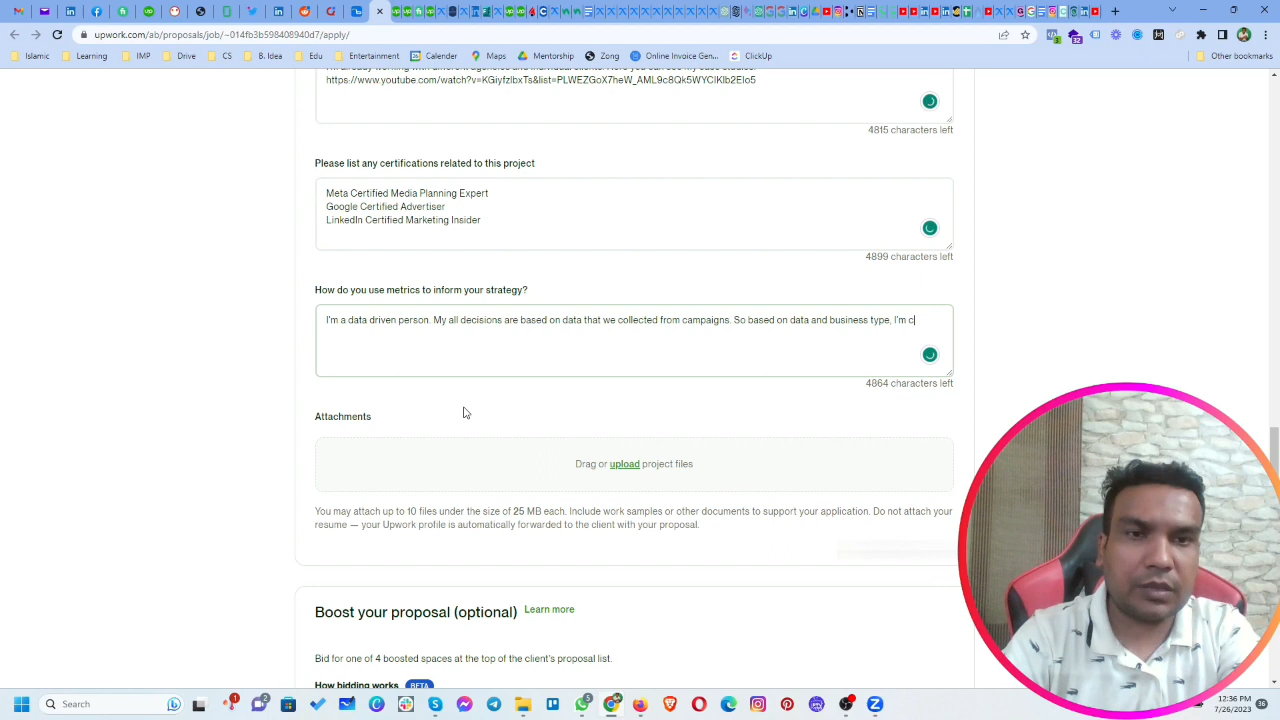 upwork.com/ab/proposals/job/~014fb3b598408940d7/apply/
Islamic Learning IMP Drive CS B. Idea Edu Entertainment Calender Maps Mentorship Zong Online Invoice Gen... ClickUp Other bookmarks
https://www.youtube.com/watch?v=KGiyfzlbxTs&list=PLWEZGoX7heW_AML9c8Qk5WYCIKlb2Elo5
4815 characters left
Please list any certifications related to this project
Meta Certified Media Planning Expert
Google Certified Advertiser
LinkedIn Certified Marketing Insider
4899 characters left
How do you use metrics to inform your strategy?
I'm a data driven person. My all decisions are based on data that we collected from campaigns. So based on data and business type, I'm c
4864 characters left
Attachments
Drag or upload project files
You may attach up to 10 files under the size of 25 MB each. Include work samples or other documents to support your application. Do not attach your
resume — your Upwork profile is automatically forwarded to the client with your proposal.
Boost your proposal (optional) Learn more
Bid for one of 4 boosted spaces at the top of the client's proposal list.
How bidding works BETA
Search
12:36 PM
7/26/2023